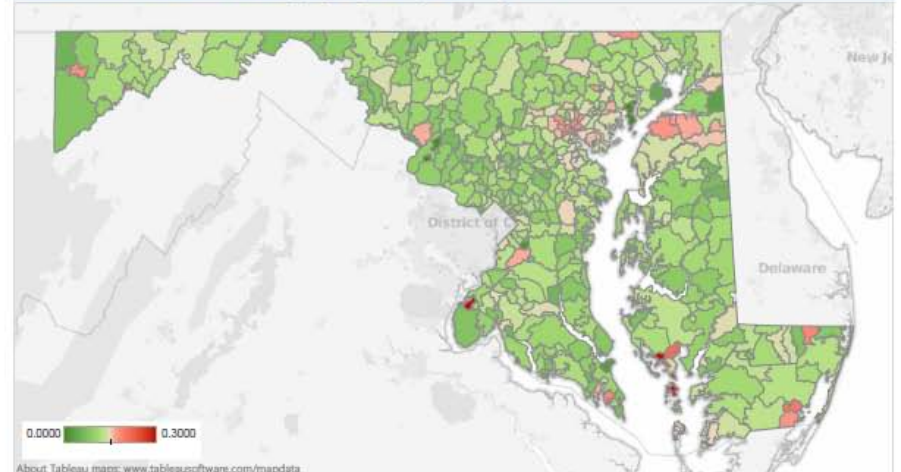 New Je
District of C
Delaware
0.0000 0.3000
About Tableau maps: www.tableausoftware.com/mapdata